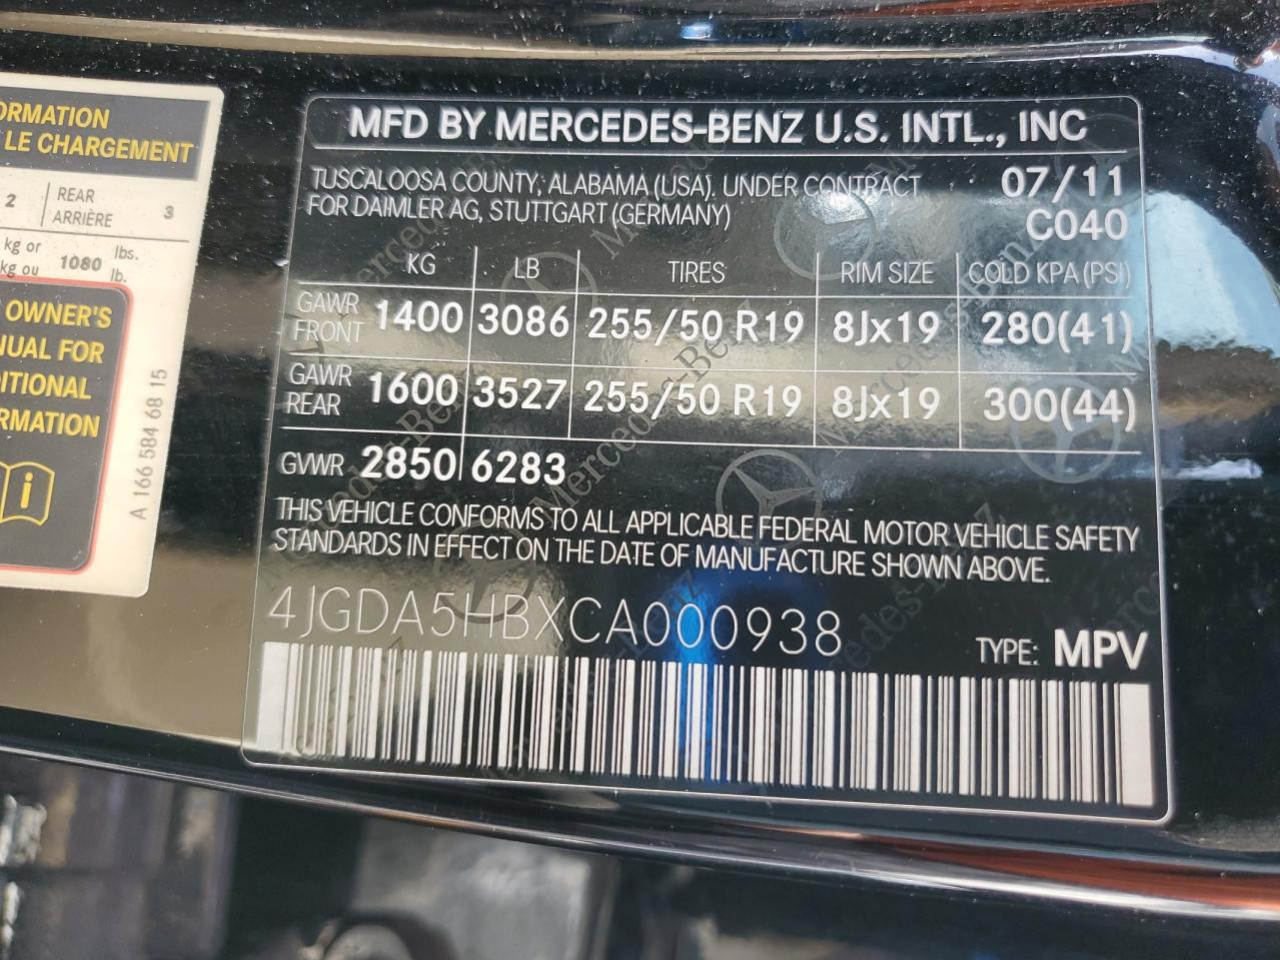 ORMATION
LE CHARGEMENT
2 REAR ARRIÈRE 3
kg or
kg ou 1080 lbs. lb.
OWNER'S
NUAL FOR
DITIONAL
RMATION
A 166 584 68 15
MFD BY MERCEDES-BENZ U.S. INTL., INC
TUSCALOOSA COUNTY, ALABAMA (USA). UNDER CONTRACT 07/11
FOR DAIMLER AG, STUTTGART (GERMANY) C040
KG LB TIRES RIM SIZE COLD KPA (PSI)
GAWR FRONT 1400 3086 255/50 R19 8Jx19 280(41)
GAWR REAR 1600 3527 255/50 R19 8Jx19 300(44)
GVWR 2850 6283
THIS VEHICLE CONFORMS TO ALL APPLICABLE FEDERAL MOTOR VEHICLE SAFETY
STANDARDS IN EFFECT ON THE DATE OF MANUFACTURE SHOWN ABOVE.
4JGDA5HBXCA000938
TYPE: MPV